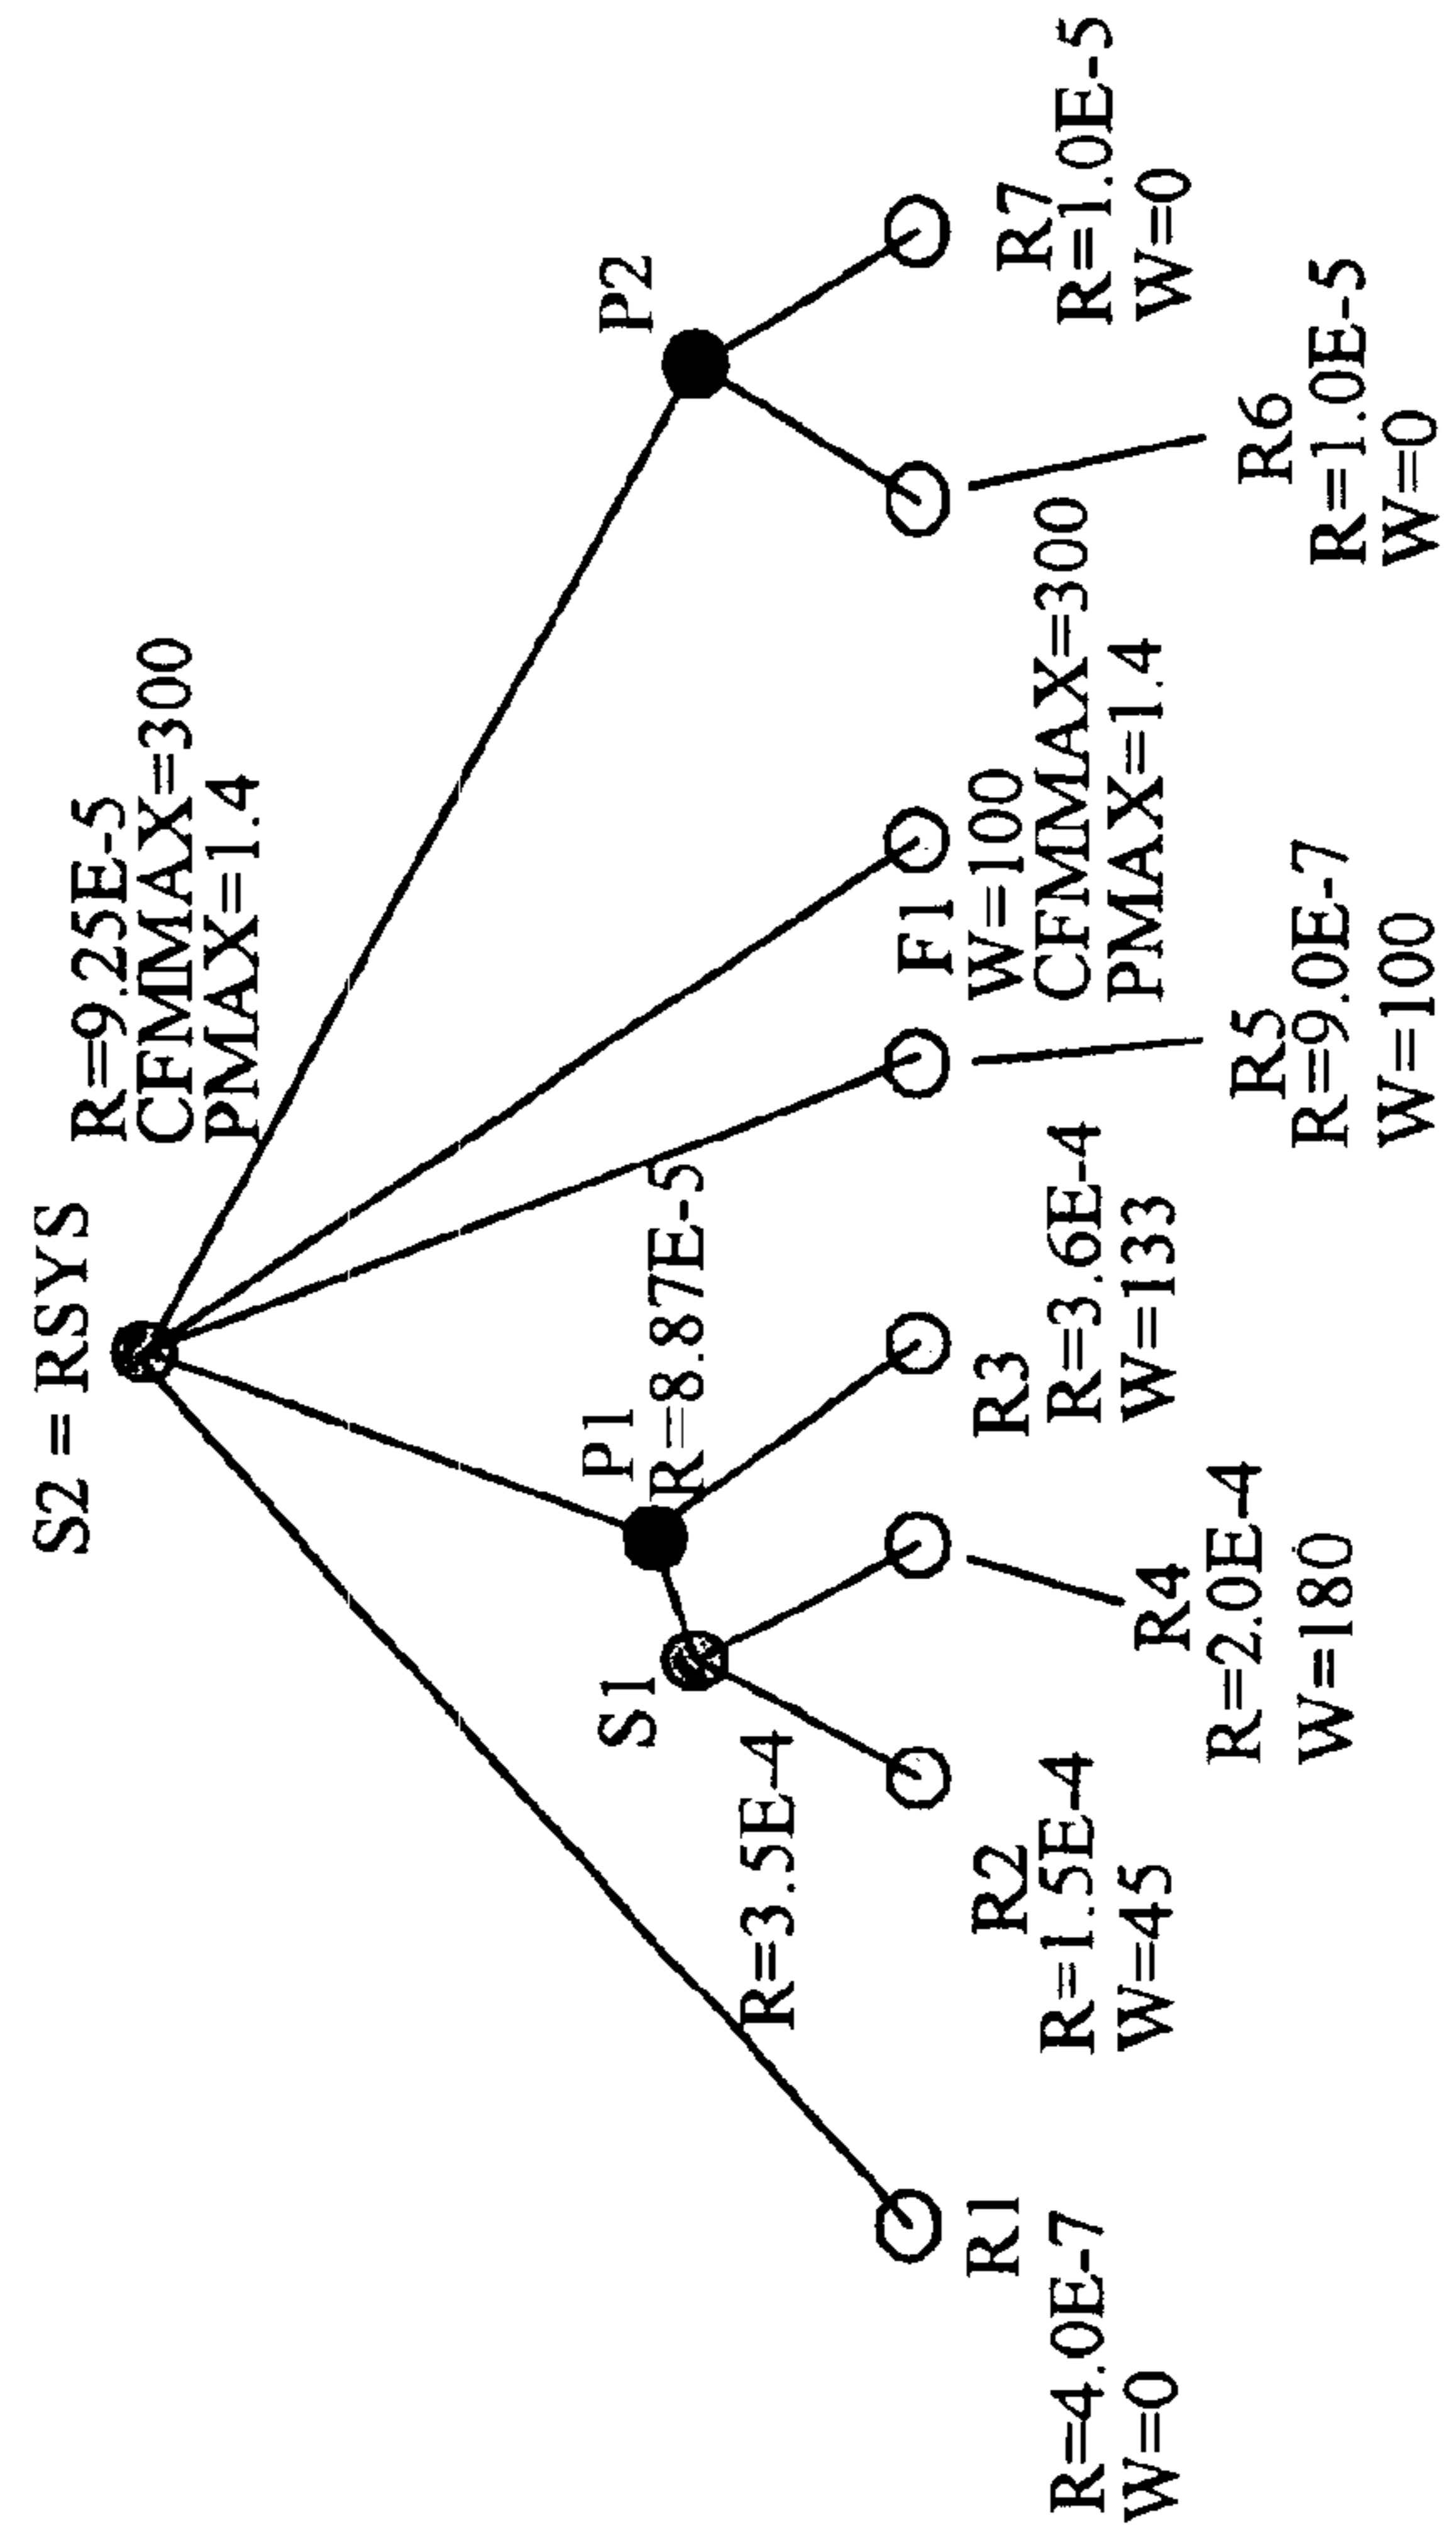 S2 = RSYS
R=9.25E-5
CFMMAX=300
PMAX=1.4
P1
R=8.87E-5
P2
S1
R=3.5E-4
R1
R=4.0E-7
W=0
R2
R=1.5E-4
W=45
R4
R=2.0E-4
W=180
R3
R=3.6E-4
W=133
R5
R=9.0E-7
W=100
F1
W=100
CFMMAX=300
PMAX=1.4
R6
R=1.0E-5
W=0
R7
R=1.0E-5
W=0